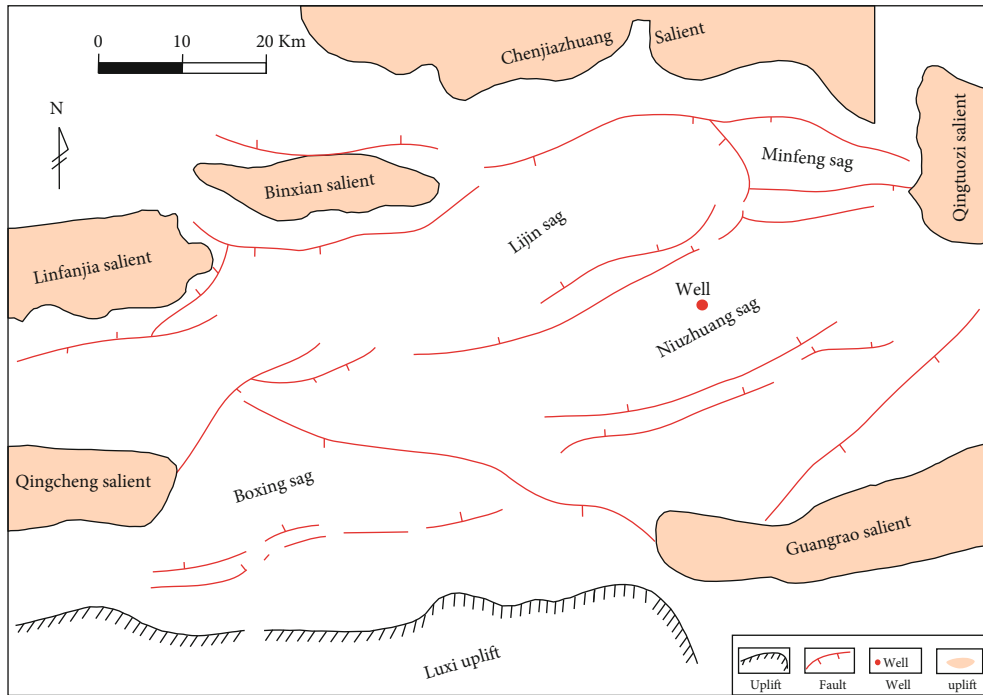 Chenjiazhuang Salient
0 10 20 Km
N
Qingtuozi salient
Minfeng sag
Binxian salient
Lijin sag
Linfanjia salient
Well
Niuzhuang sag
Qingcheng salient
Boxing sag
Guangrao salient
Luxi uplift
Well
Uplift Fault Well uplift